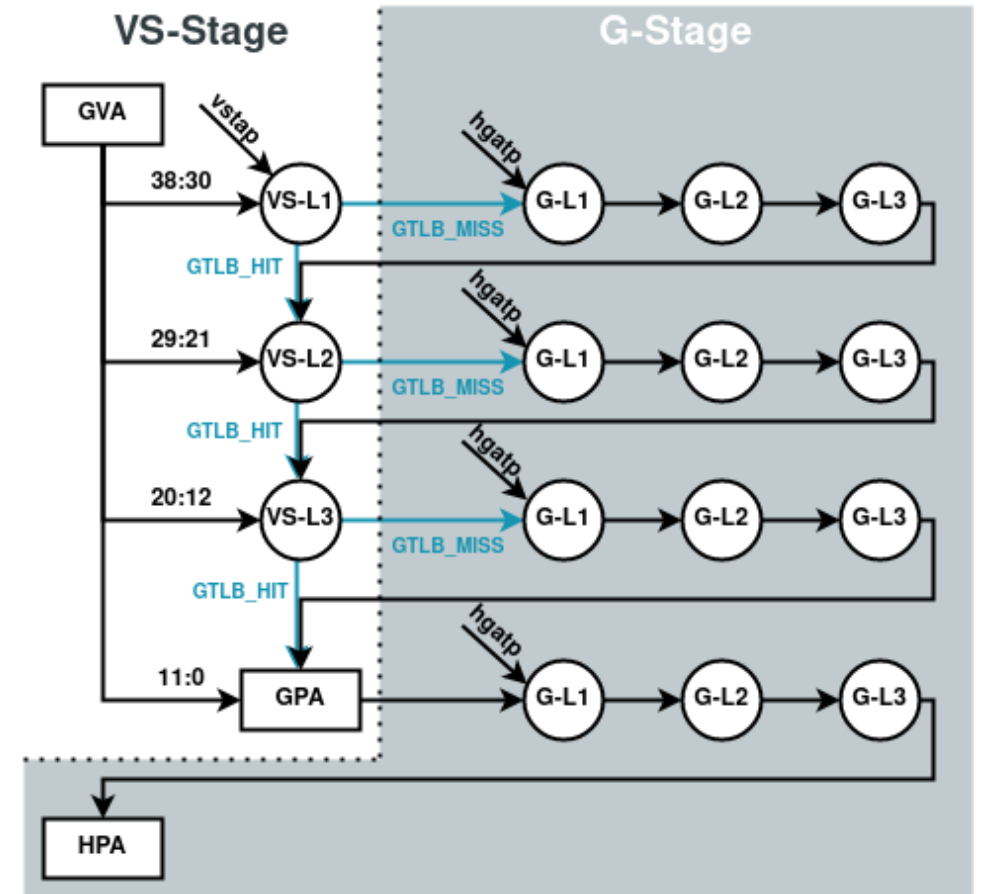 VS-Stage
G-Stage
GVA
vstap
hgatp
38:30
VS-L1
G-L1
G-L2
G-L3
GTLB_MISS
GTLB_HIT
hgatp
29:21
VS-L2
G-L1
G-L2
G-L3
GTLB_MISS
GTLB_HIT
hgatp
20:12
VS-L3
G-L1
G-L2
G-L3
GTLB_MISS
GTLB_HIT
hgatp
11:0
GPA
G-L1
G-L2
G-L3
HPA